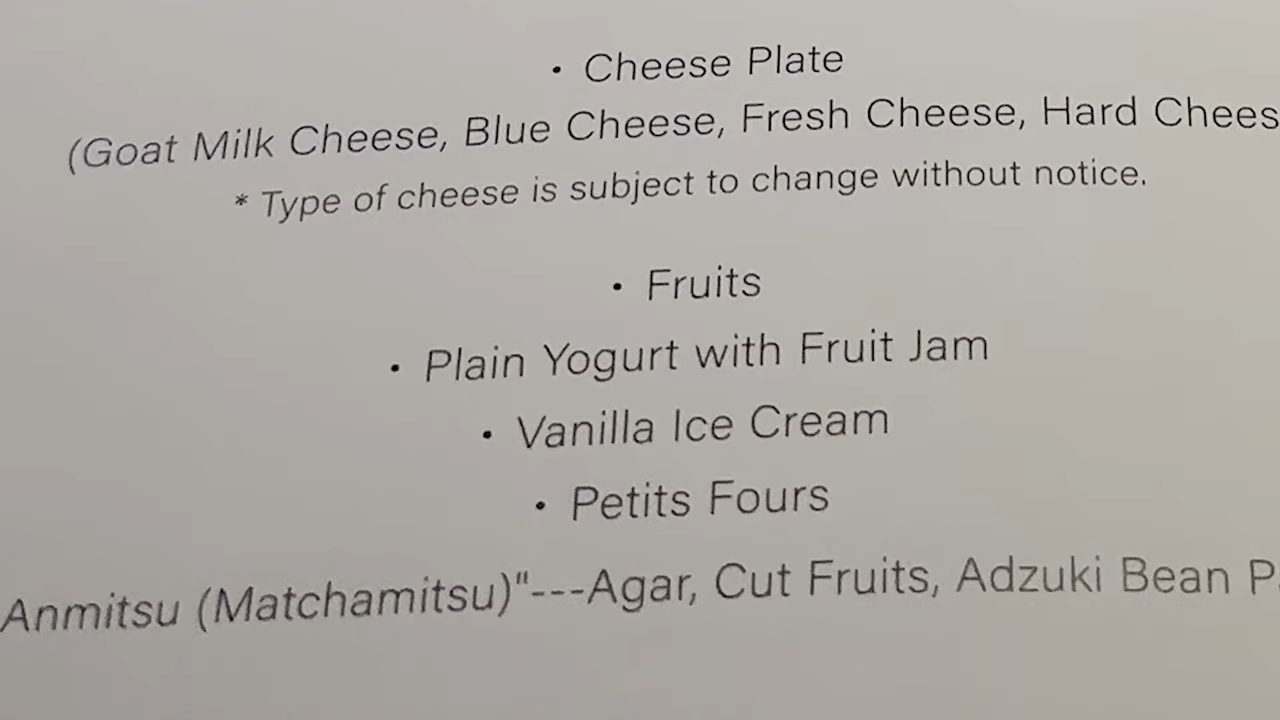 · Cheese Plate
(Goat Milk Cheese, Blue Cheese, Fresh Cheese, Hard Chees
* Type of cheese is subject to change without notice.
· Fruits
· Plain Yogurt with Fruit Jam
· Vanilla Ice Cream
· Petits Fours
Anmitsu (Matchamitsu)"---Agar, Cut Fruits, Adzuki Bean P